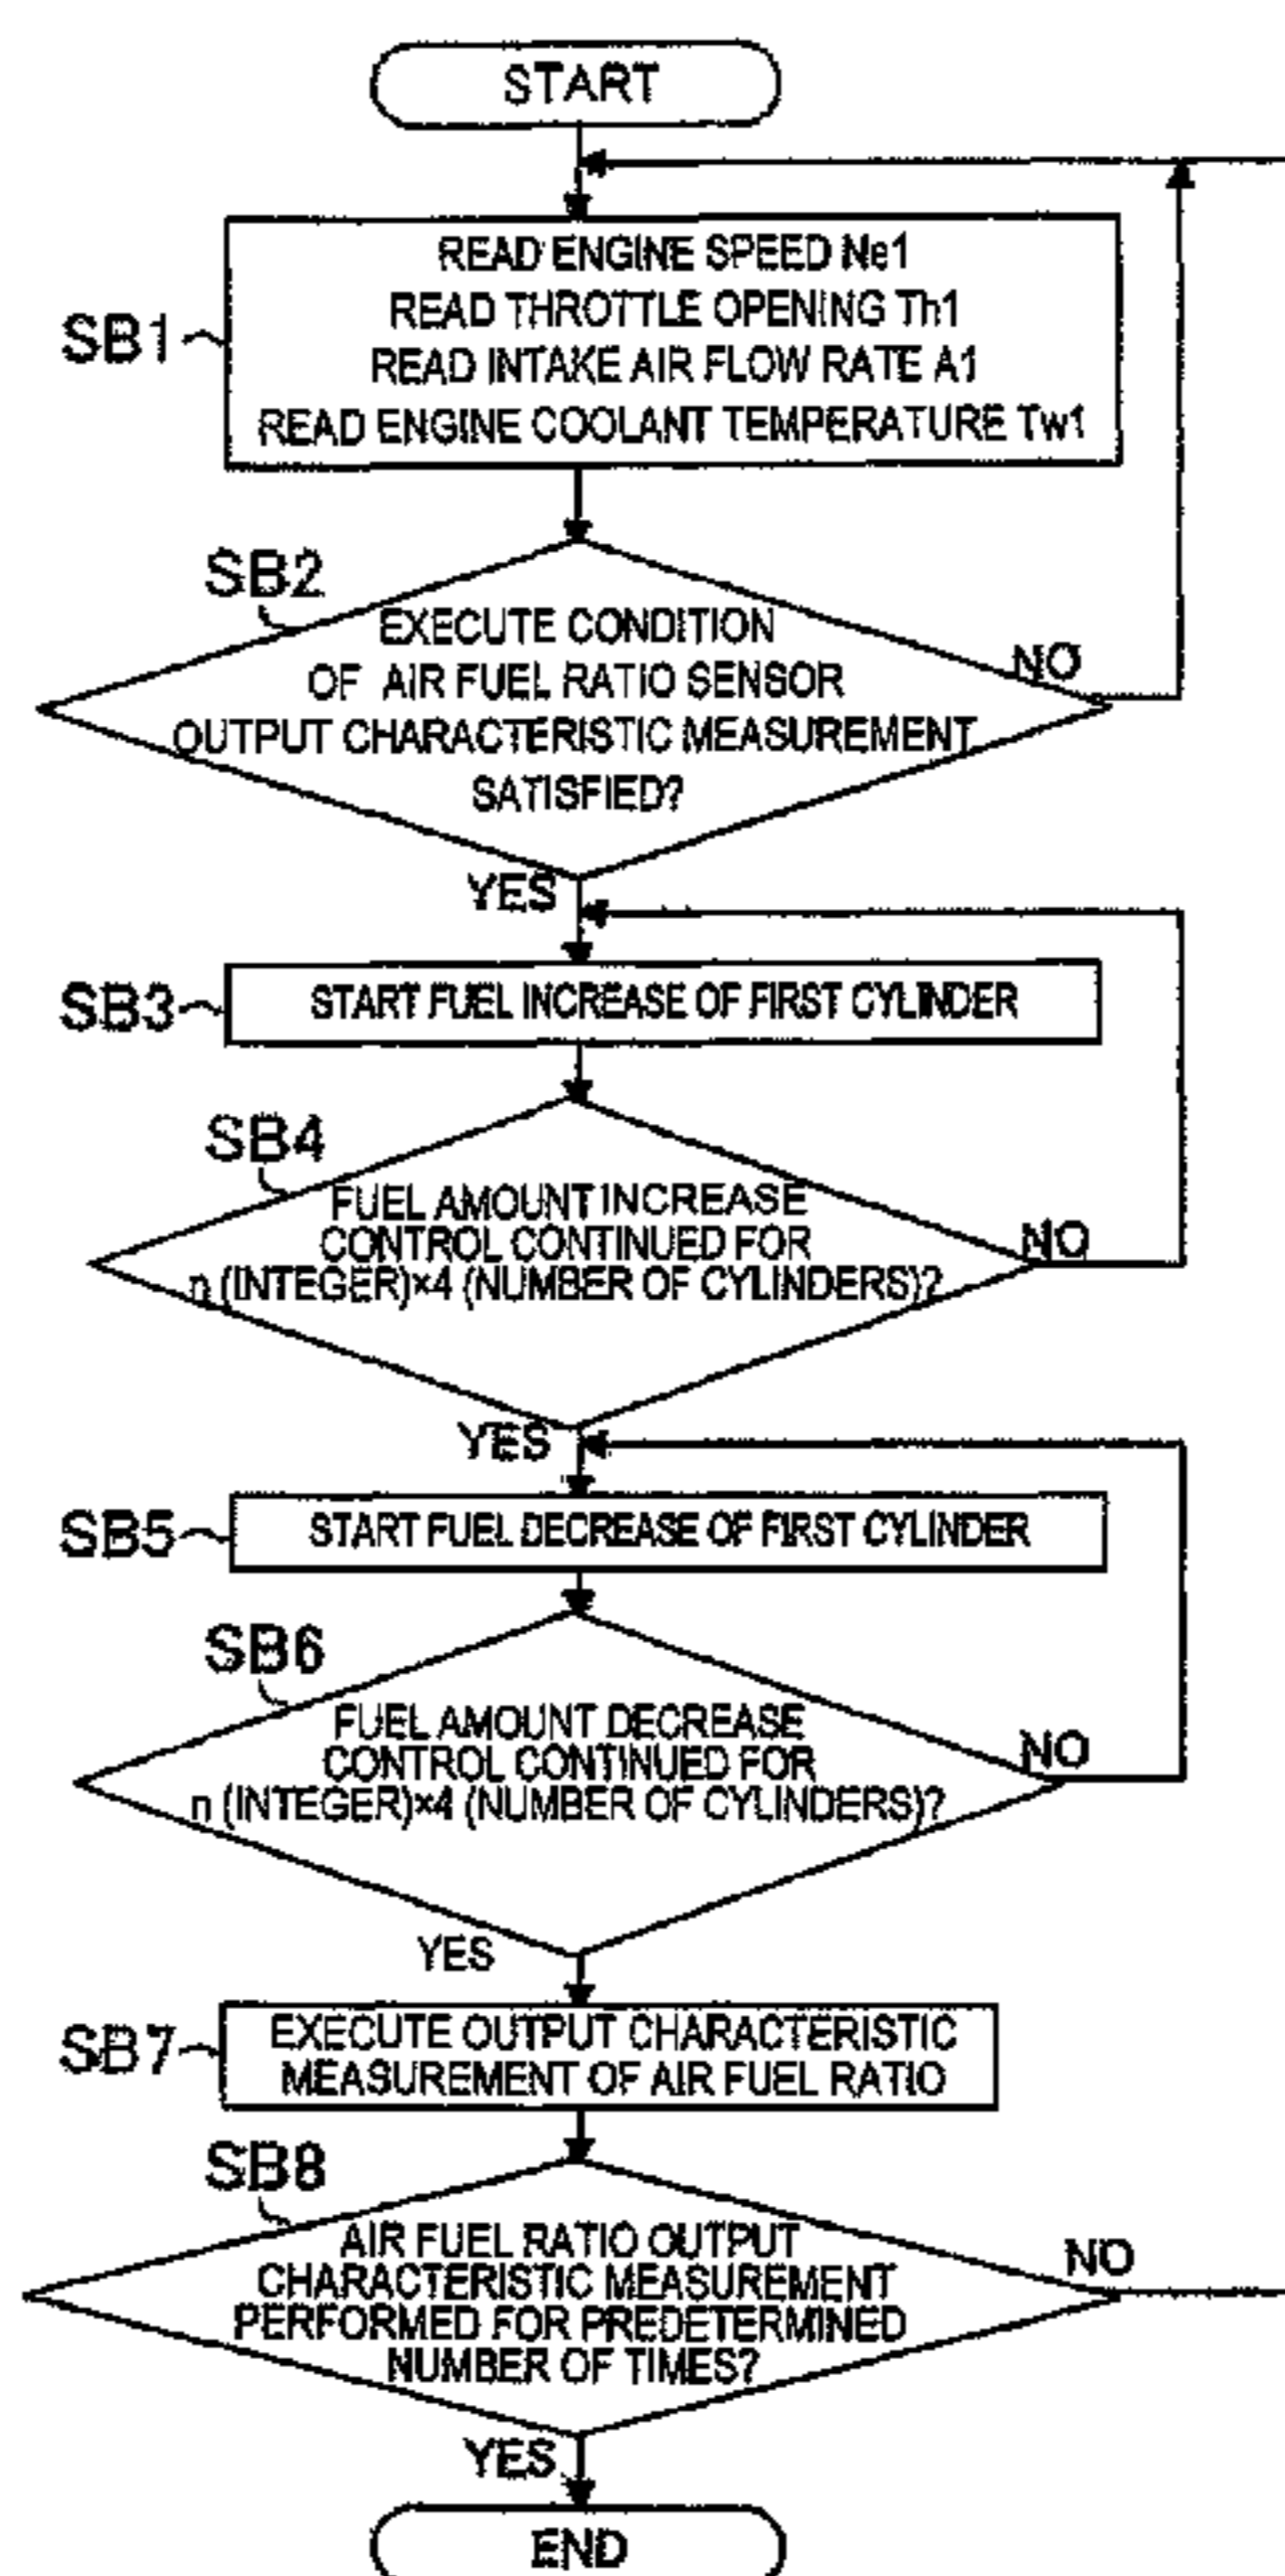 START
SB1
READ ENGINE SPEED Ne1
READ THROTTLE OPENING Th1
READ INTAKE AIR FLOW RATE A1
READ ENGINE COOLANT TEMPERATURE Tw1
SB2
EXECUTE CONDITION
OF AIR FUEL RATIO SENSOR
OUTPUT CHARACTERISTIC MEASUREMENT
SATISFIED?
NO
YES
SB3
START FUEL INCREASE OF FIRST CYLINDER
SB4
FUEL AMOUNT INCREASE
CONTROL CONTINUED FOR
n (INTEGER)×4 (NUMBER OF CYLINDERS)?
NO
YES
SB5
START FUEL DECREASE OF FIRST CYLINDER
SB6
FUEL AMOUNT DECREASE
CONTROL CONTINUED FOR
n (INTEGER)×4 (NUMBER OF CYLINDERS)?
NO
YES
SB7
EXECUTE OUTPUT CHARACTERISTIC
MEASUREMENT OF AIR FUEL RATIO
SB8
AIR FUEL RATIO OUTPUT
CHARACTERISTIC MEASUREMENT
PERFORMED FOR PREDETERMINED
NUMBER OF TIMES?
NO
YES
END